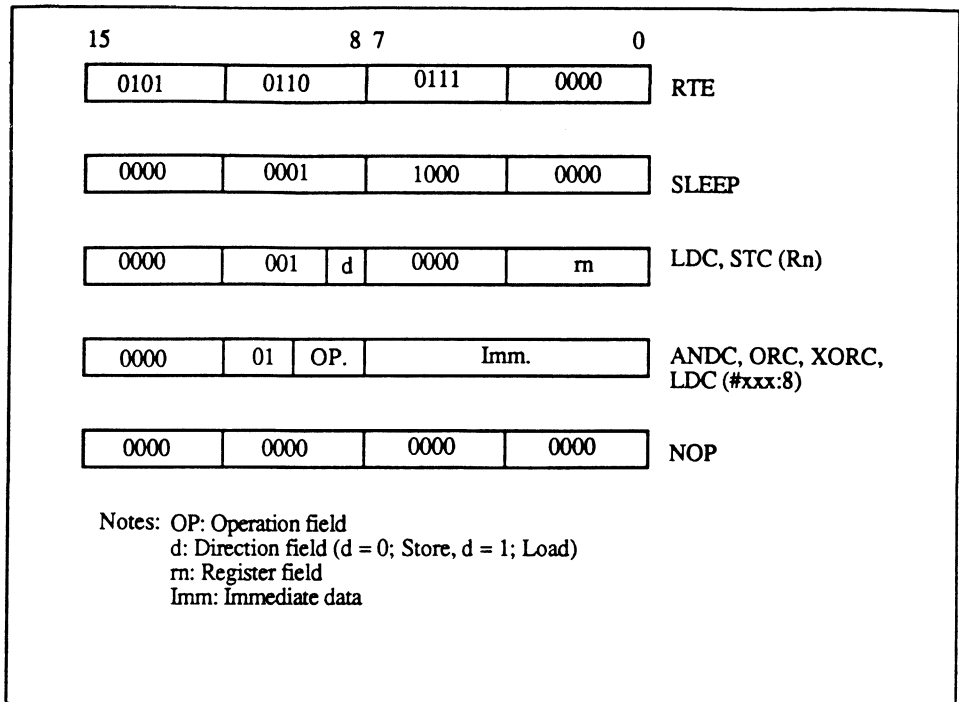 15 8 7 0
0101 0110 0111 0000 RTE
0000 0001 1000 0000 SLEEP
0000 001 d 0000 rn LDC, STC (Rn)
0000 01 OP. Imm. ANDC, ORC, XORC,
LDC (#xxx:8)
0000 0000 0000 0000 NOP
Notes: OP: Operation field
d: Direction field (d = 0; Store, d = 1; Load)
rn: Register field
Imm: Immediate data